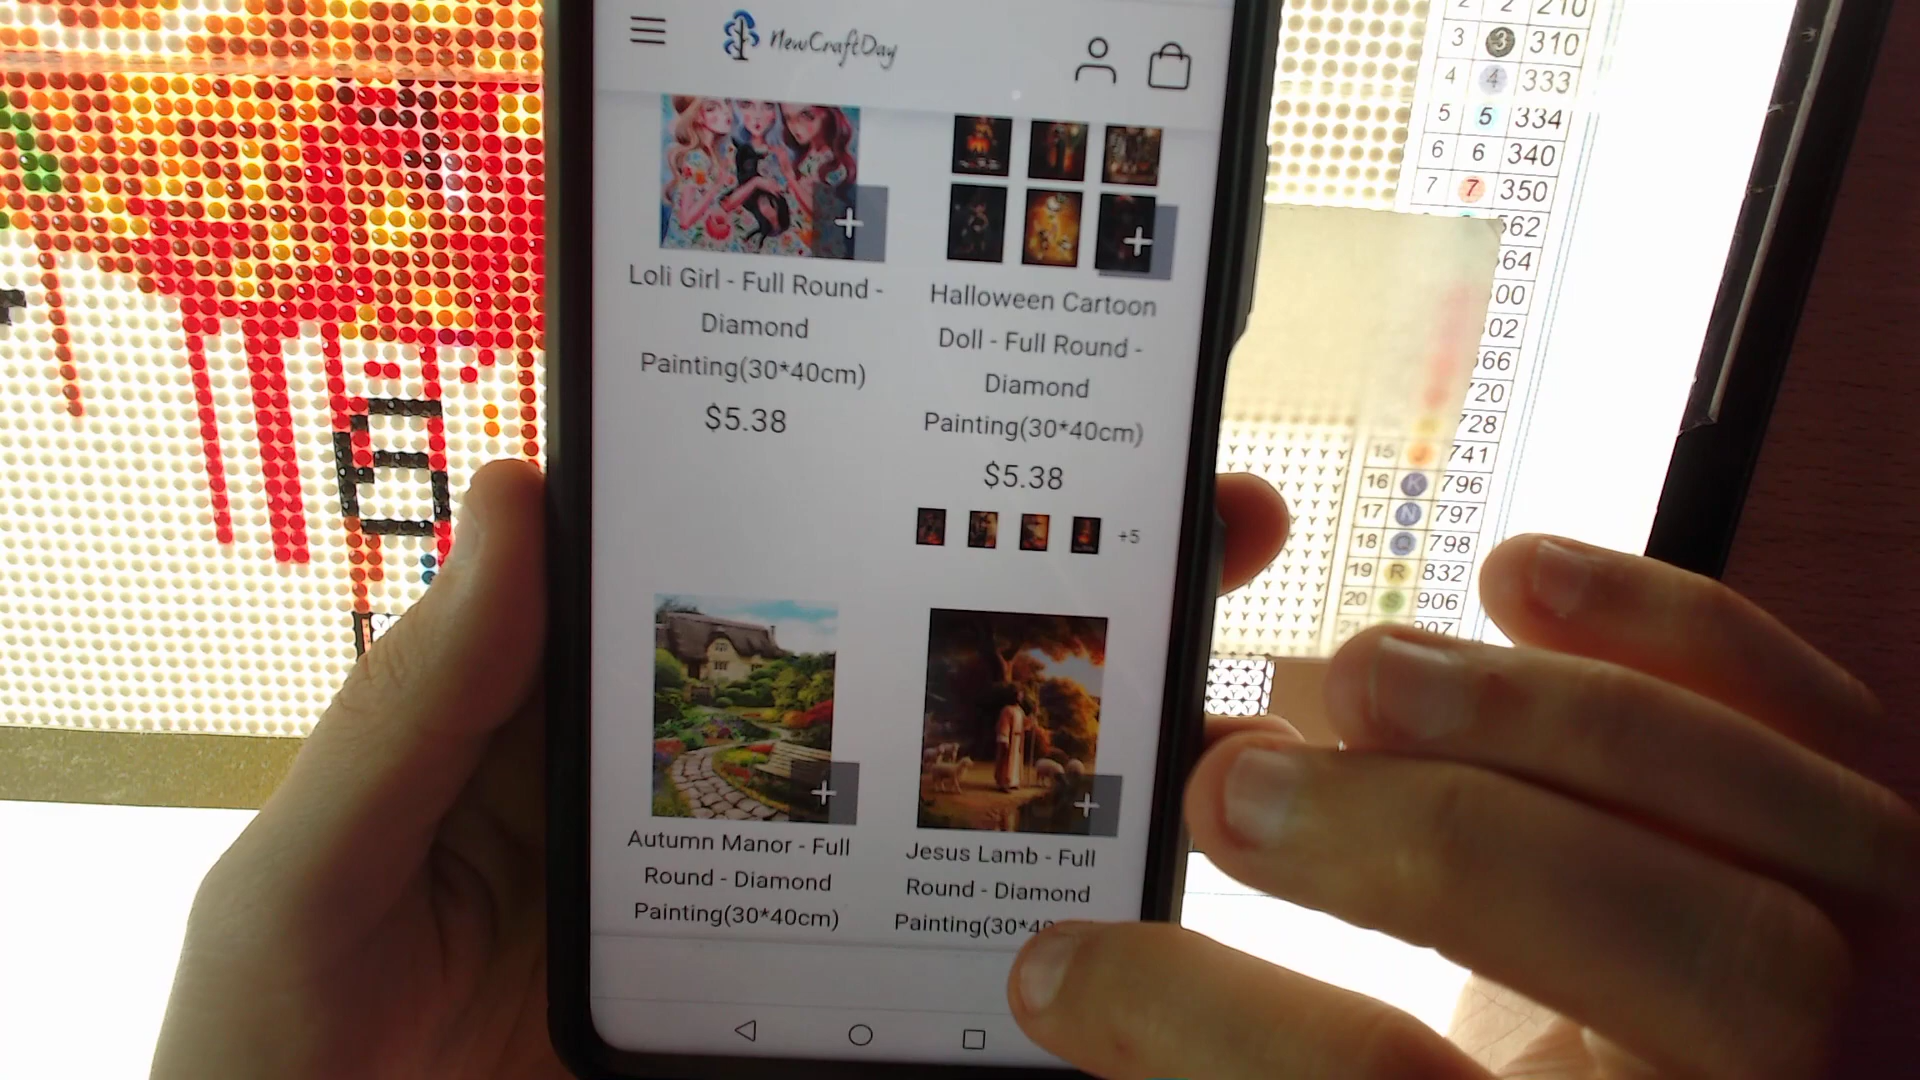 NewCraftDay
Loli Girl - Full Round -
Diamond
Painting(30*40cm)
$5.38
Halloween Cartoon
Doll - Full Round -
Diamond
Painting(30*40cm)
$5.38
+5
Autumn Manor - Full
Round - Diamond
Painting(30*40cm)
Jesus Lamb - Full
Round - Diamond
Painting(30*40
2 2 210
3 3 310
4 4 333
5 5 334
6 6 340
7 7 350
562
64
00
02
66
720
728
15 741
16 K 796
17 N 797
18 Q 798
19 R 832
20 S 906
907